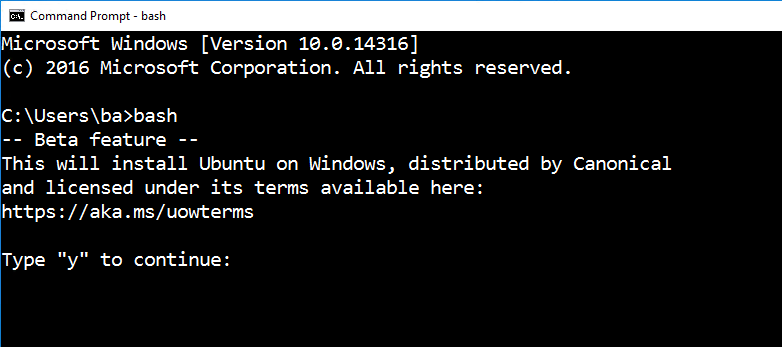 Command Prompt - bash
Microsoft Windows [Version 10.0.14316]
(c) 2016 Microsoft Corporation. All rights reserved.
C:\Users\ba>bash
-- Beta feature --
This will install Ubuntu on Windows, distributed by Canonical
and licensed under its terms available here:
https://aka.ms/uowterms
Type "y" to continue: